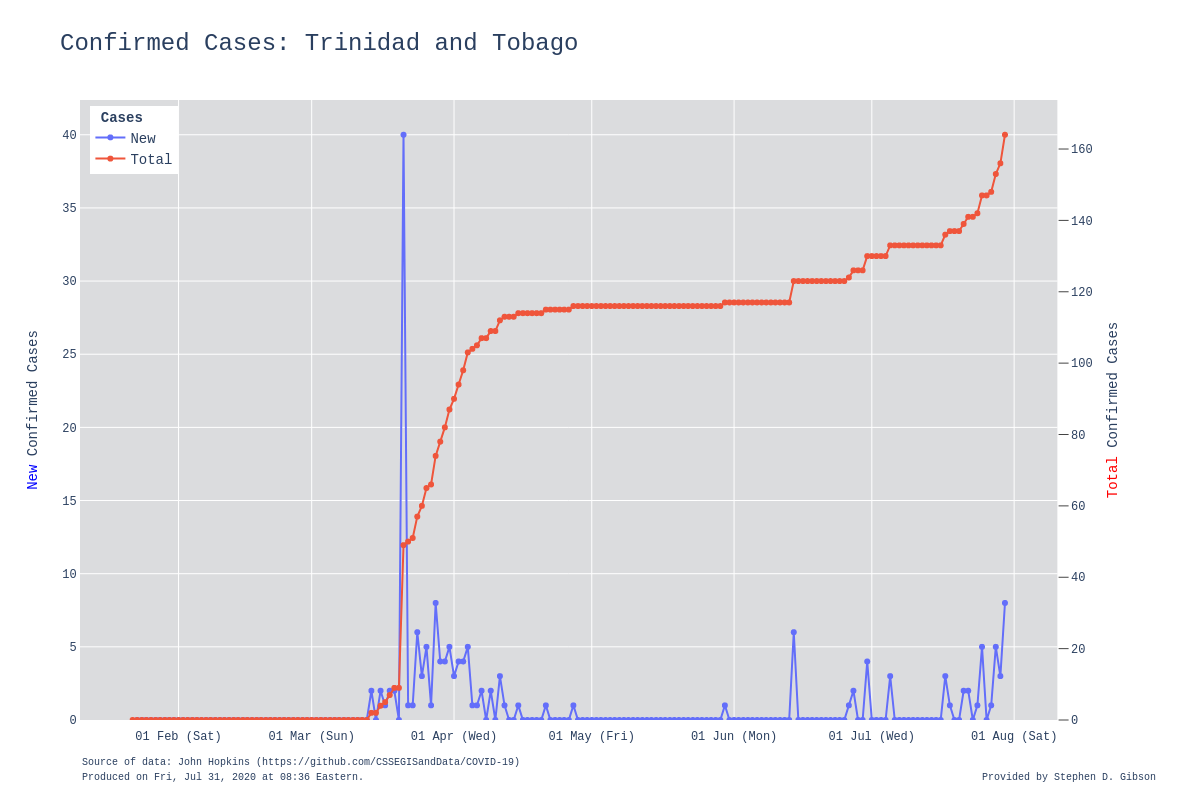 Confirmed Cases: Trinidad and Tobago
Cases
New
Total
40
35
30
25
20
15
10
5
0
New Confirmed Cases
160
140
120
100
80
60
40
20
0
Total Confirmed Cases
01 Feb (Sat)
01 Mar (Sun)
01 Apr (Wed)
01 May (Fri)
01 Jun (Mon)
01 Jul (Wed)
01 Aug (Sat)
Source of data: John Hopkins (https://github.com/CSSEGISandData/COVID-19)
Produced on Fri, Jul 31, 2020 at 08:36 Eastern.
Provided by Stephen D. Gibson